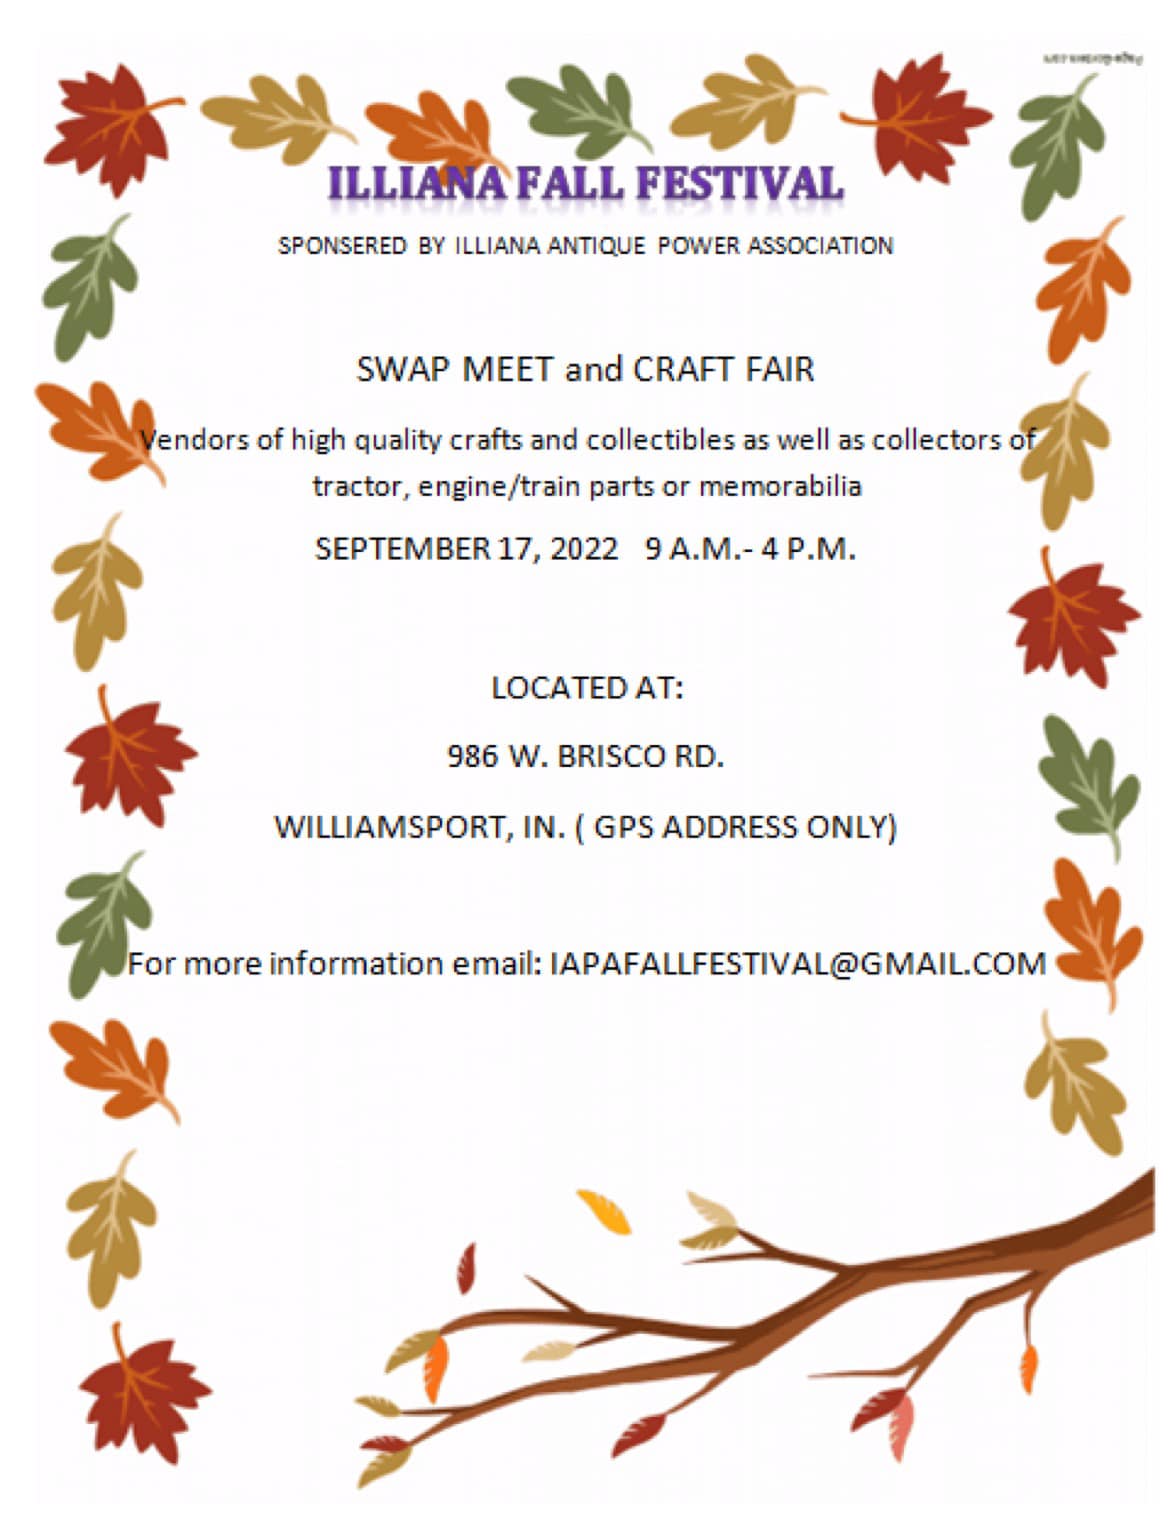 ILLIANA FALL FESTIVAL
SPONSERED BY ILLIANA ANTIQUE POWER ASSOCIATION
SWAP MEET and CRAFT FAIR
Vendors of high quality crafts and collectibles as well as collectors of
tractor, engine/train parts or memorabilia
SEPTEMBER 17, 2022 9 A.M.- 4 P.M.
LOCATED AT:
986 W. BRISCO RD.
WILLIAMSPORT, IN. ( GPS ADDRESS ONLY)
For more information email: IAPAFALLFESTIVAL@GMAIL.COM